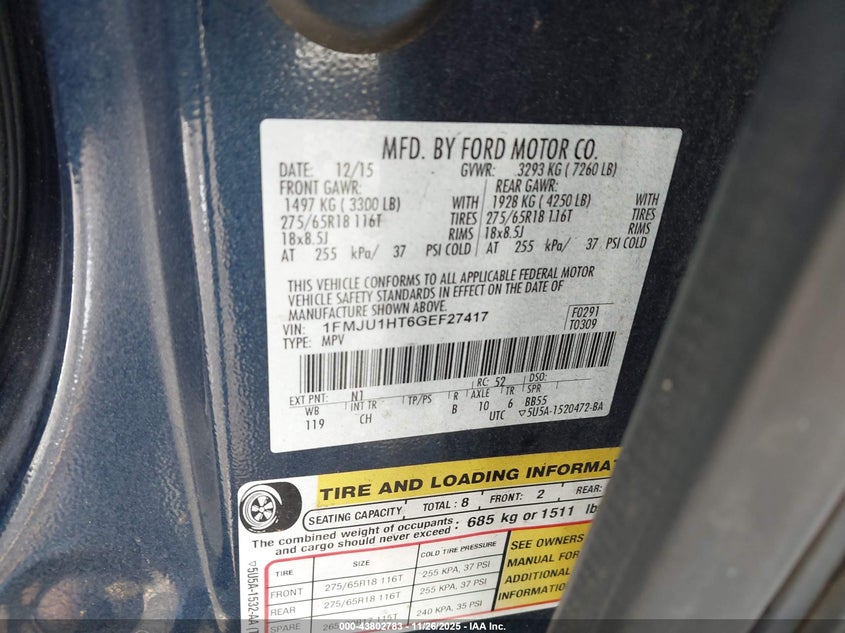 MFD. BY FORD MOTOR CO.
DATE: 12/15 GVWR: 3293 KG ( 7260 LB)
FRONT GAWR: REAR GAWR:
1497 KG ( 3300 LB) WITH 1928 KG ( 4250 LB) WITH
275/65R18 116T TIRES 275/65R18 116T TIRES
18x8.5J RIMS 18x8.5J RIMS
AT 255 kPa/ 37 PSI COLD AT 255 kPa/ 37 PSI COLD
THIS VEHICLE CONFORMS TO ALL APPLICABLE FEDERAL MOTOR
VEHICLE SAFETY STANDARDS IN EFFECT ON THE DATE OF
MANUFACTURE SHOWN ABOVE.
VIN: 1FMJU1HT6GEF27417 F0291
TYPE: MPV T0309
EXT PNT: N1 RC: 52 DSO:
WB INT TR TP/PS R AXLE TR SPR
119 CH B 10 6 BB55
UTC ▽5U5A-1520472-BA
TIRE AND LOADING INFORMAT
SEATING CAPACITY TOTAL: 8 FRONT: 2 REAR:
The combined weight of occupants
and cargo should never exceed : 685 kg or 1511 lb
TIRE SIZE COLD TIRE PRESSURE
FRONT 275/65R18 116T 255 KPA, 37 PSI
REAR 275/65R18 116T 255 KPA, 37 PSI
SPARE 240 KPA, 35 PSI
SEE OWNERS
MANUAL FOR
ADDITIONAL
INFORMATION
▽5U5A-1532-AA
000-43802783 - 11/26/2025 - IAA Inc.